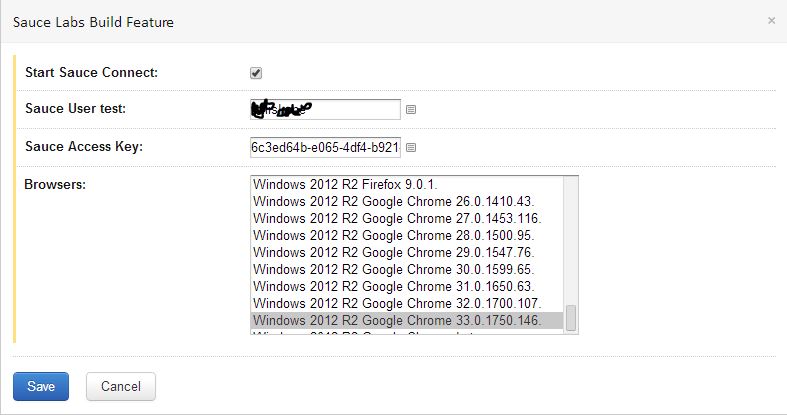 Sauce Labs Build Feature
×
Start Sauce Connect:
Sauce User test:
Sauce Access Key: 6c3ed64b-e065-4df4-b921-
Browsers:
Windows 2012 R2 Firefox 9.0.1.
Windows 2012 R2 Google Chrome 26.0.1410.43.
Windows 2012 R2 Google Chrome 27.0.1453.116.
Windows 2012 R2 Google Chrome 28.0.1500.95.
Windows 2012 R2 Google Chrome 29.0.1547.76.
Windows 2012 R2 Google Chrome 30.0.1599.65.
Windows 2012 R2 Google Chrome 31.0.1650.63.
Windows 2012 R2 Google Chrome 32.0.1700.107.
Windows 2012 R2 Google Chrome 33.0.1750.146.
Save Cancel